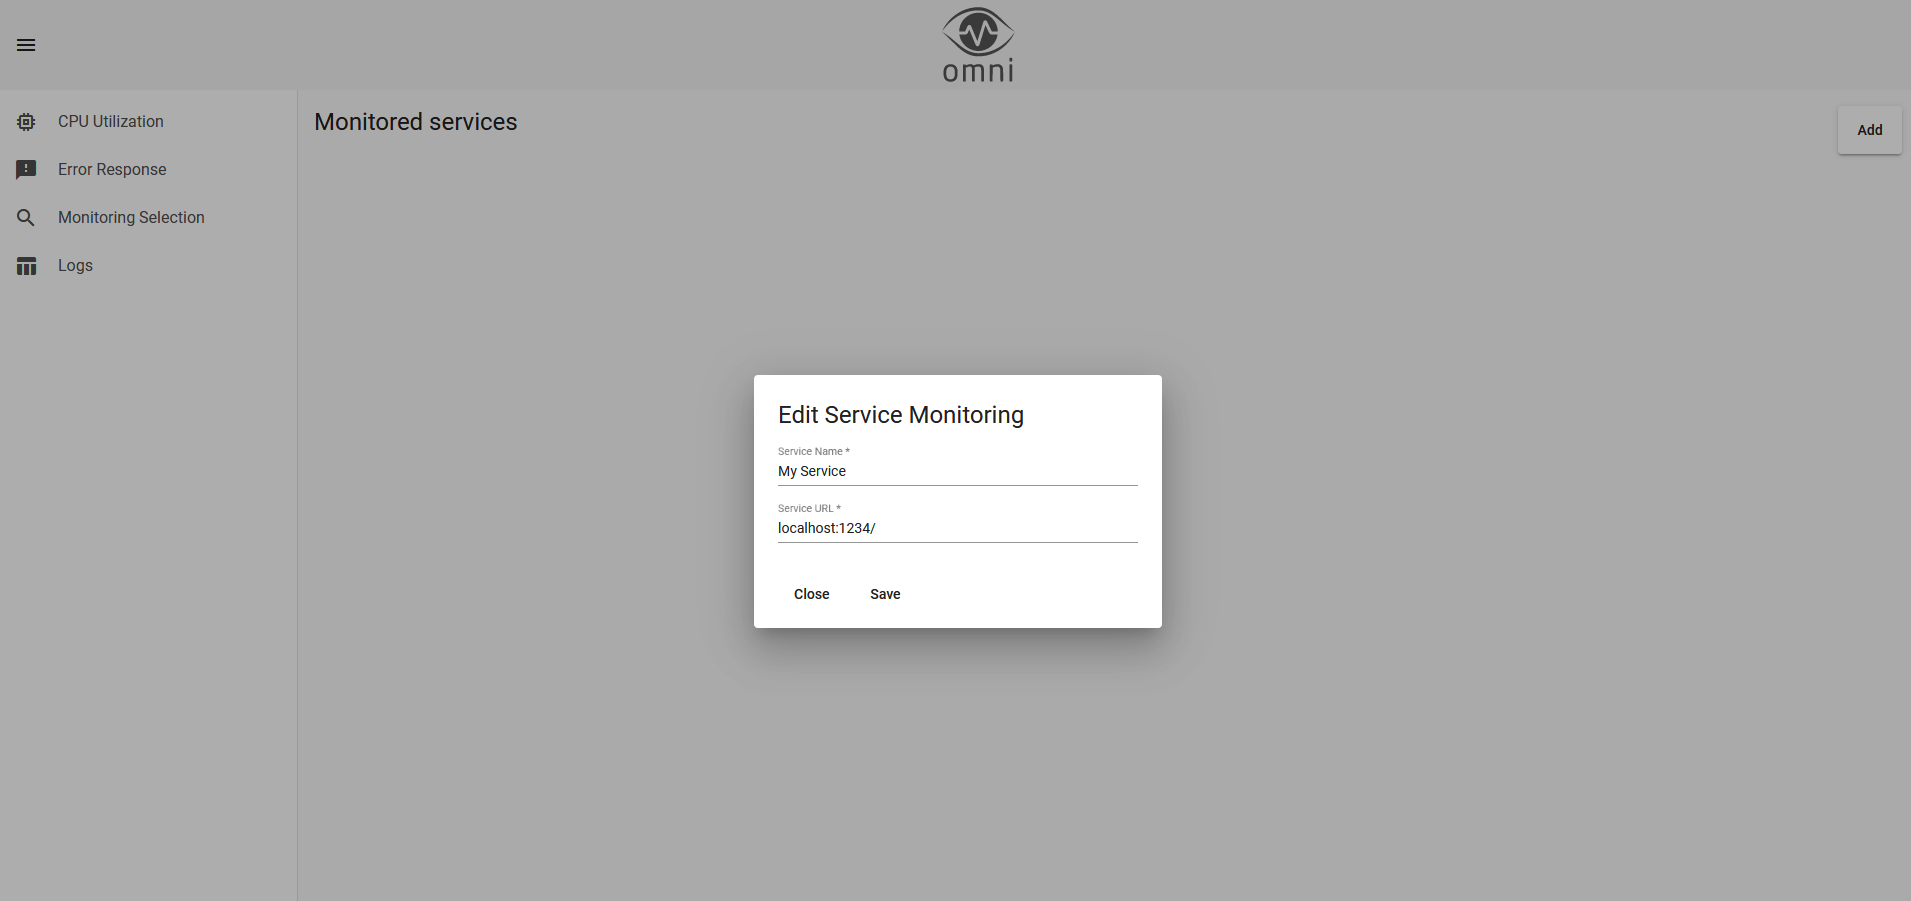 omni
CPU Utilization
Error Response
Monitoring Selection
Logs
Monitored services
Add
Edit Service Monitoring
Service Name *
My Service
Service URL *
localhost:1234/
Close
Save